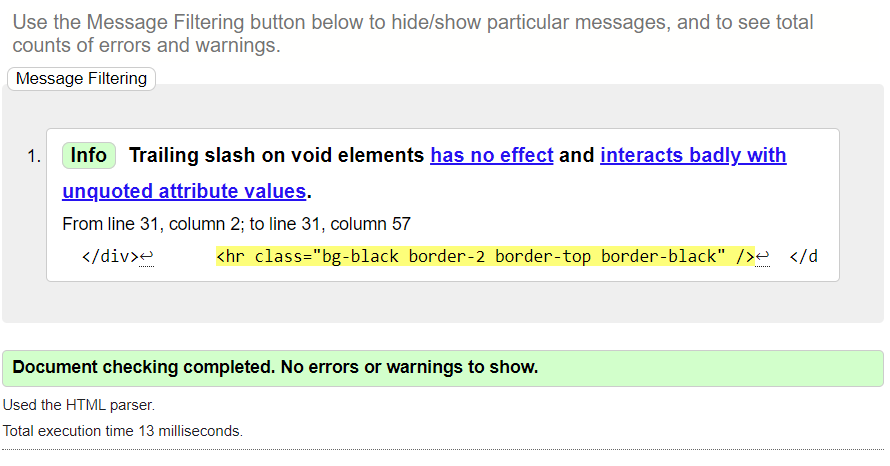 Use the Message Filtering button below to hide/show particular messages, and to see total
counts of errors and warnings.
Message Filtering
1. Info Trailing slash on void elements has no effect and interacts badly with
unquoted attribute values.
From line 31, column 2; to line 31, column 57
</div>↩ <hr class="bg-black border-2 border-top border-black" />↩ </d
Document checking completed. No errors or warnings to show.
Used the HTML parser.
Total execution time 13 milliseconds.